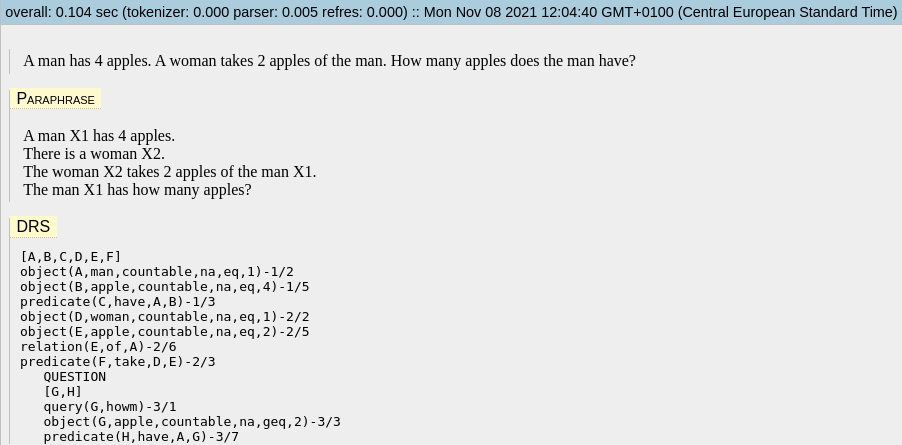 overall: 0.104 sec (tokenizer: 0.000 parser: 0.005 refres: 0.000) :: Mon Nov 08 2021 12:04:40 GMT+0100 (Central European Standard Time)
A man has 4 apples. A woman takes 2 apples of the man. How many apples does the man have?
Paraphrase
A man X1 has 4 apples.
There is a woman X2.
The woman X2 takes 2 apples of the man X1.
The man X1 has how many apples?
DRS
[A,B,C,D,E,F]
object(A,man,countable,na,eq,1)-1/2
object(B,apple,countable,na,eq,4)-1/5
predicate(C,have,A,B)-1/3
object(D,woman,countable,na,eq,1)-2/2
object(E,apple,countable,na,eq,2)-2/5
relation(E,of,A)-2/6
predicate(F,take,D,E)-2/3
QUESTION
[G,H]
query(G,howm)-3/1
object(G,apple,countable,na,geq,2)-3/3
predicate(H,have,A,G)-3/7